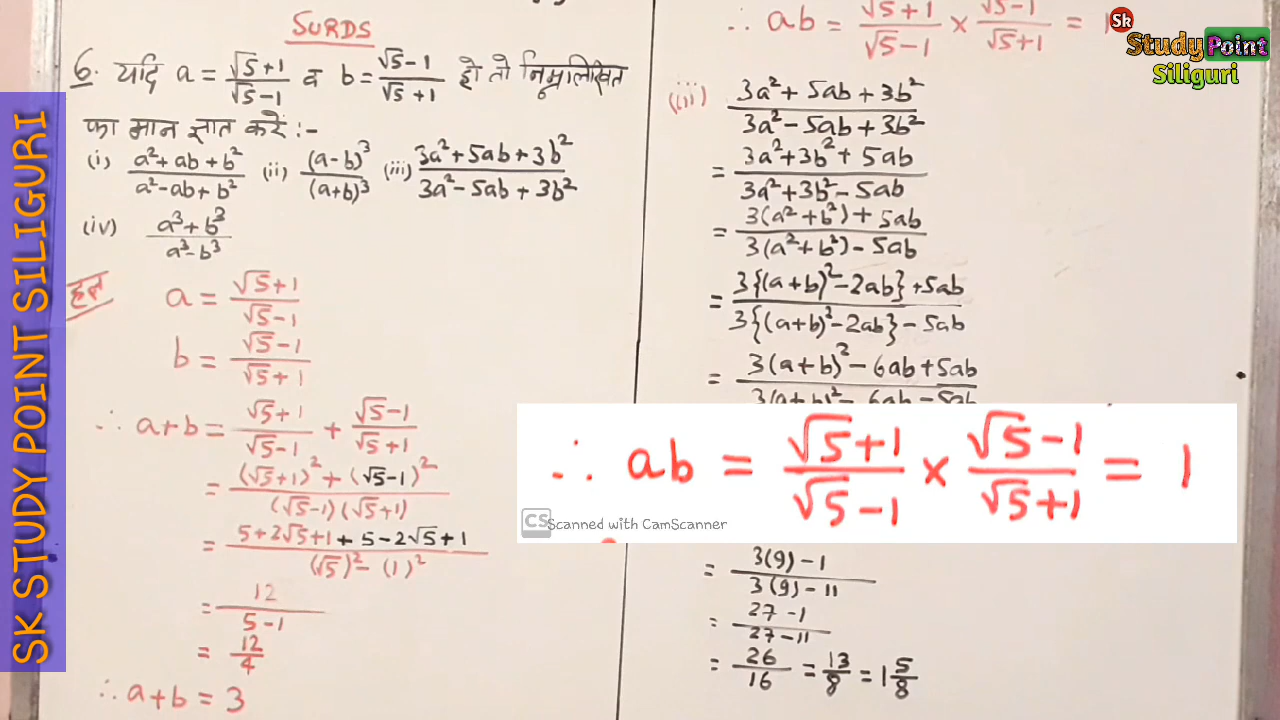 SURDS
6. यदि a = √5+1/√5-1 व b = √5-1/√5+1 हो तो निम्नलिखित
का मान ज्ञात करें :-
(i) a²+ab+b²/a²-ab+b² (ii) (a-b)³/(a+b)³ (iii) 3a²+5ab+3b²/3a²-5ab+3b²
(iv) a³+b³/a³-b³
हल
a = √5+1/√5-1
b = √5-1/√5+1
∴ a+b = √5+1/√5-1 + √5-1/√5+1
= (√5+1)²+(√5-1)²/(√5-1)(√5+1)
= 5+2√5+1+5-2√5+1/(√5)²-(1)²
= 12/5-1
= 12/4
∴ a+b = 3
∴ ab = √5+1/√5-1 × √5-1/√5+1 =
(iii) 3a²+5ab+3b²/3a²-5ab+3b²
= 3a²+3b²+5ab/3a²+3b²-5ab
= 3(a²+b²)+5ab/3(a²+b²)-5ab
= 3{(a+b)²-2ab}+5ab/3{(a+b)²-2ab}-5ab
= 3(a+b)²-6ab+5ab/3(a+b)²-6ab-5ab
∴ ab = √5+1/√5-1 × √5-1/√5+1 = 1
CS Scanned with CamScanner
= 3(9)-1/3(9)-11
= 27-1/27-11
= 26/16 = 13/8 = 1 5/8
SK STUDY POINT SILIGURI
Sk
Study Point
Siliguri